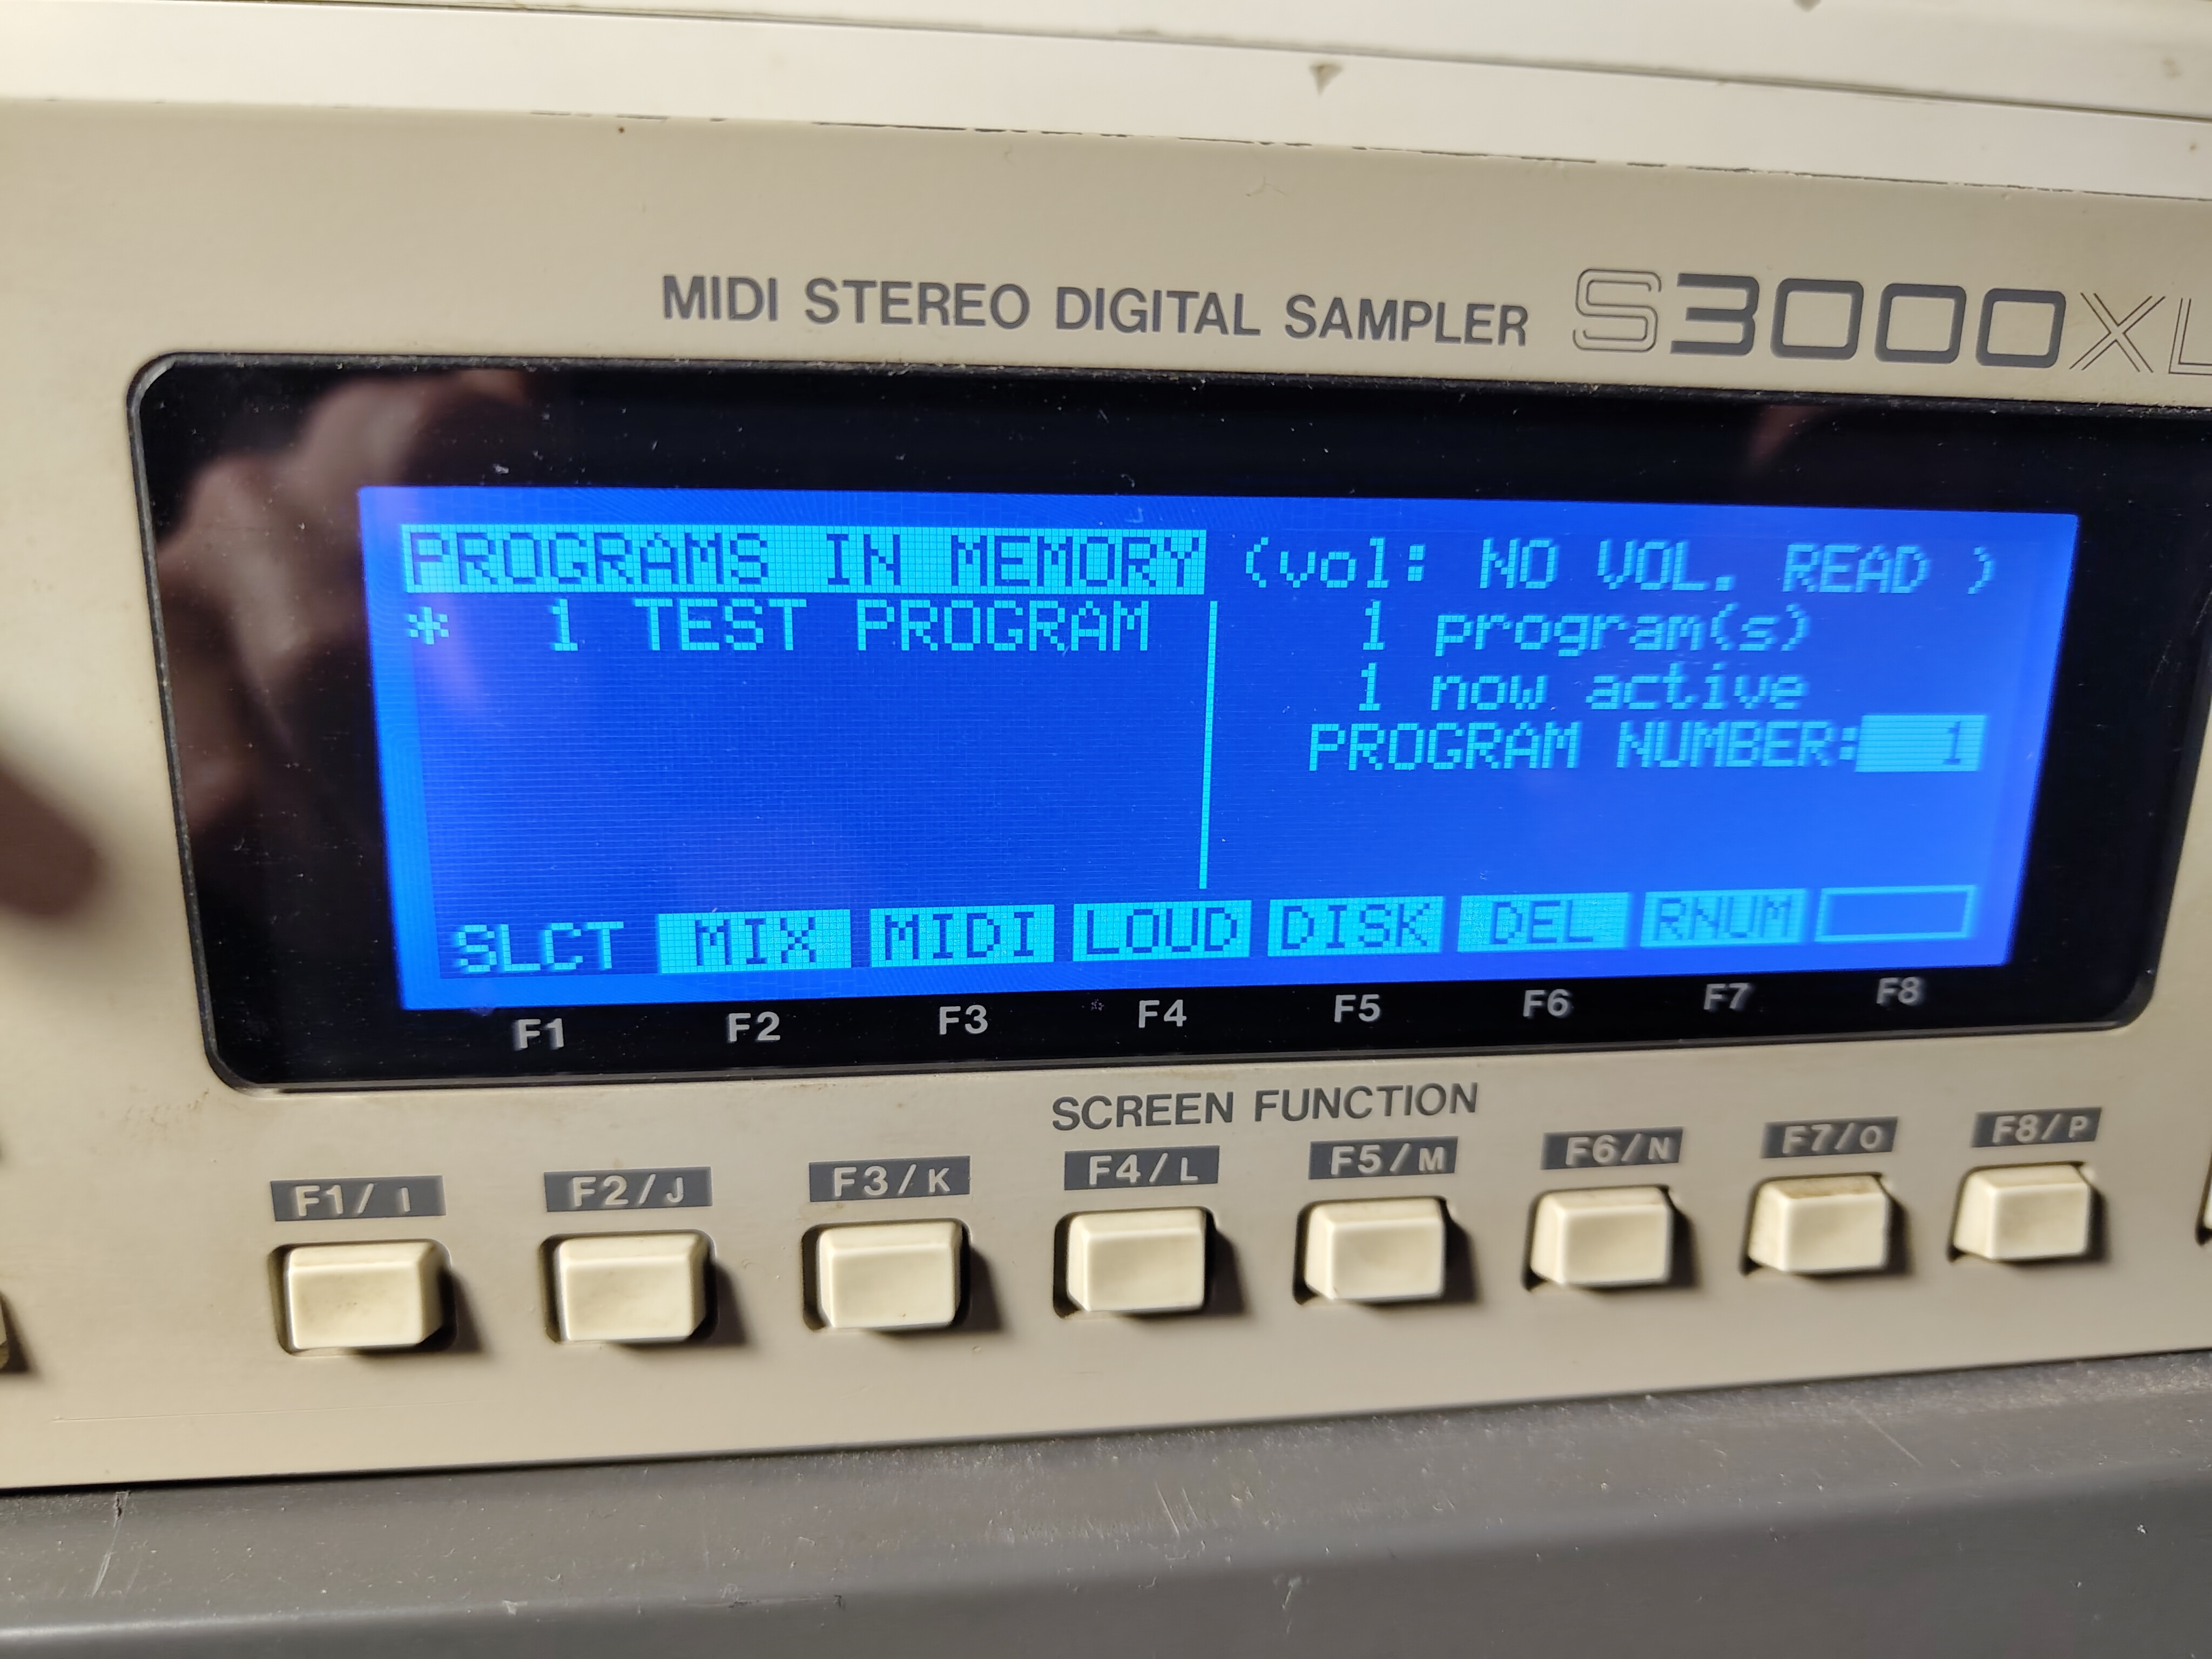 MIDI STEREO DIGITAL SAMPLER S3000XL
PROGRAMS IN MEMORY (vol: NO VOL. READ )
* 1 TEST PROGRAM 1 program(s)
1 now active
PROGRAM NUMBER: 1
SLCT MIX MIDI LOUD DISK DEL RNUM
F1 F2 F3 F4 F5 F6 F7 F8
SCREEN FUNCTION
F1/I F2/J F3/K F4/L F5/M F6/N F7/O F8/P